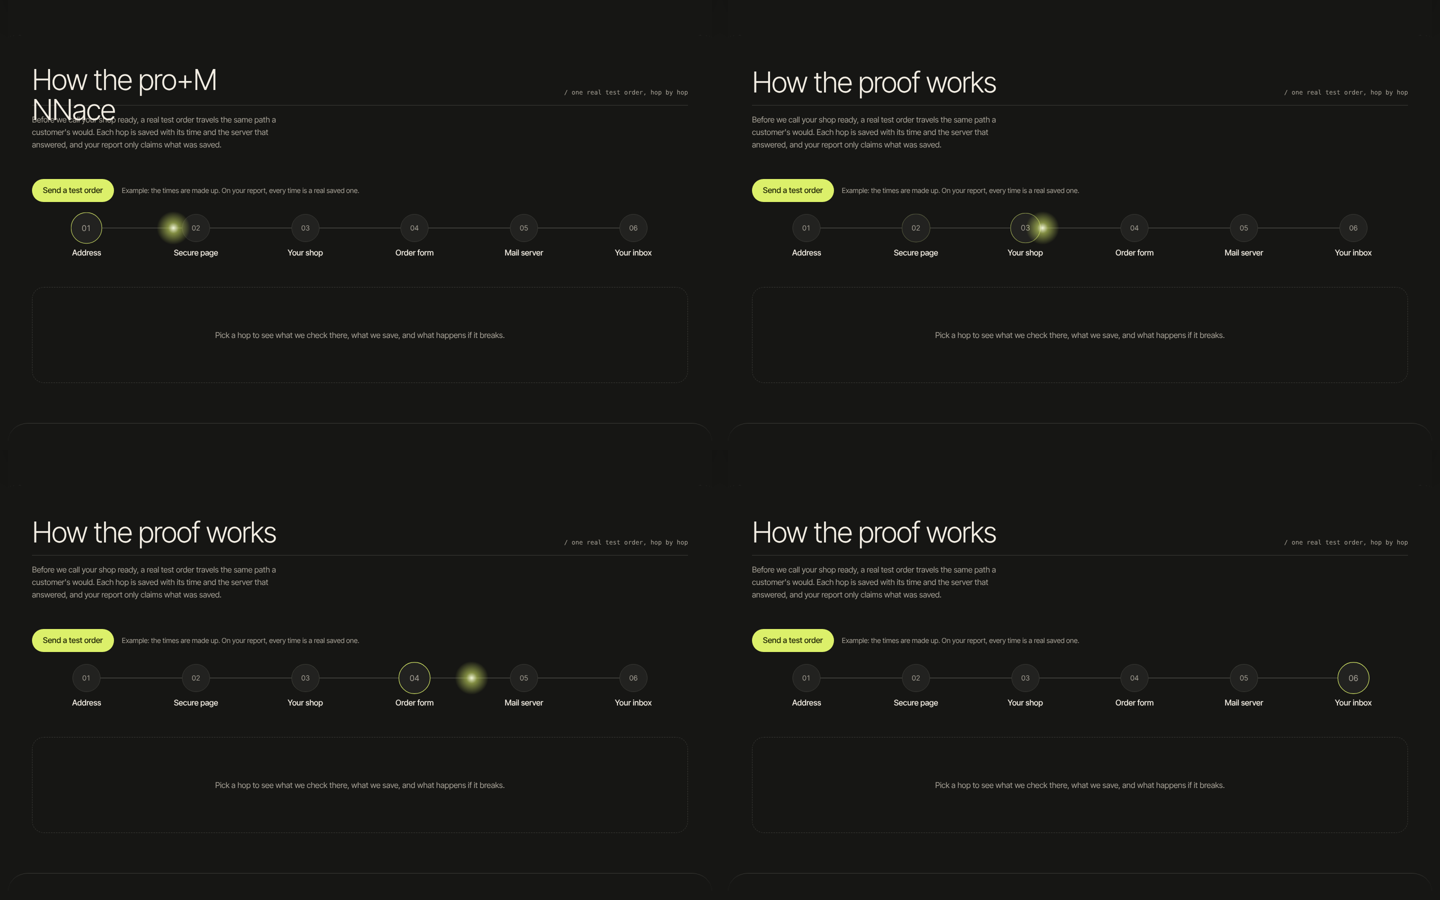 How the pro+M
NNace
/ one real test order, hop by hop
Before we call your shop ready, a real test order travels the same path a
customer's would. Each hop is saved with its time and the server that
answered, and your report only claims what was saved.
Send a test order
Example: the times are made up. On your report, every time is a real saved one.
01 02 03 04 05 06
Address Secure page Your shop Order form Mail server Your inbox
Pick a hop to see what we check there, what we save, and what happens if it breaks.
How the proof works
/ one real test order, hop by hop
Before we call your shop ready, a real test order travels the same path a
customer's would. Each hop is saved with its time and the server that
answered, and your report only claims what was saved.
Send a test order
Example: the times are made up. On your report, every time is a real saved one.
01 02 03 04 05 06
Address Secure page Your shop Order form Mail server Your inbox
Pick a hop to see what we check there, what we save, and what happens if it breaks.
How the proof works
/ one real test order, hop by hop
Before we call your shop ready, a real test order travels the same path a
customer's would. Each hop is saved with its time and the server that
answered, and your report only claims what was saved.
Send a test order
Example: the times are made up. On your report, every time is a real saved one.
01 02 03 04 05 06
Address Secure page Your shop Order form Mail server Your inbox
Pick a hop to see what we check there, what we save, and what happens if it breaks.
How the proof works
/ one real test order, hop by hop
Before we call your shop ready, a real test order travels the same path a
customer's would. Each hop is saved with its time and the server that
answered, and your report only claims what was saved.
Send a test order
Example: the times are made up. On your report, every time is a real saved one.
01 02 03 04 05 06
Address Secure page Your shop Order form Mail server Your inbox
Pick a hop to see what we check there, what we save, and what happens if it breaks.